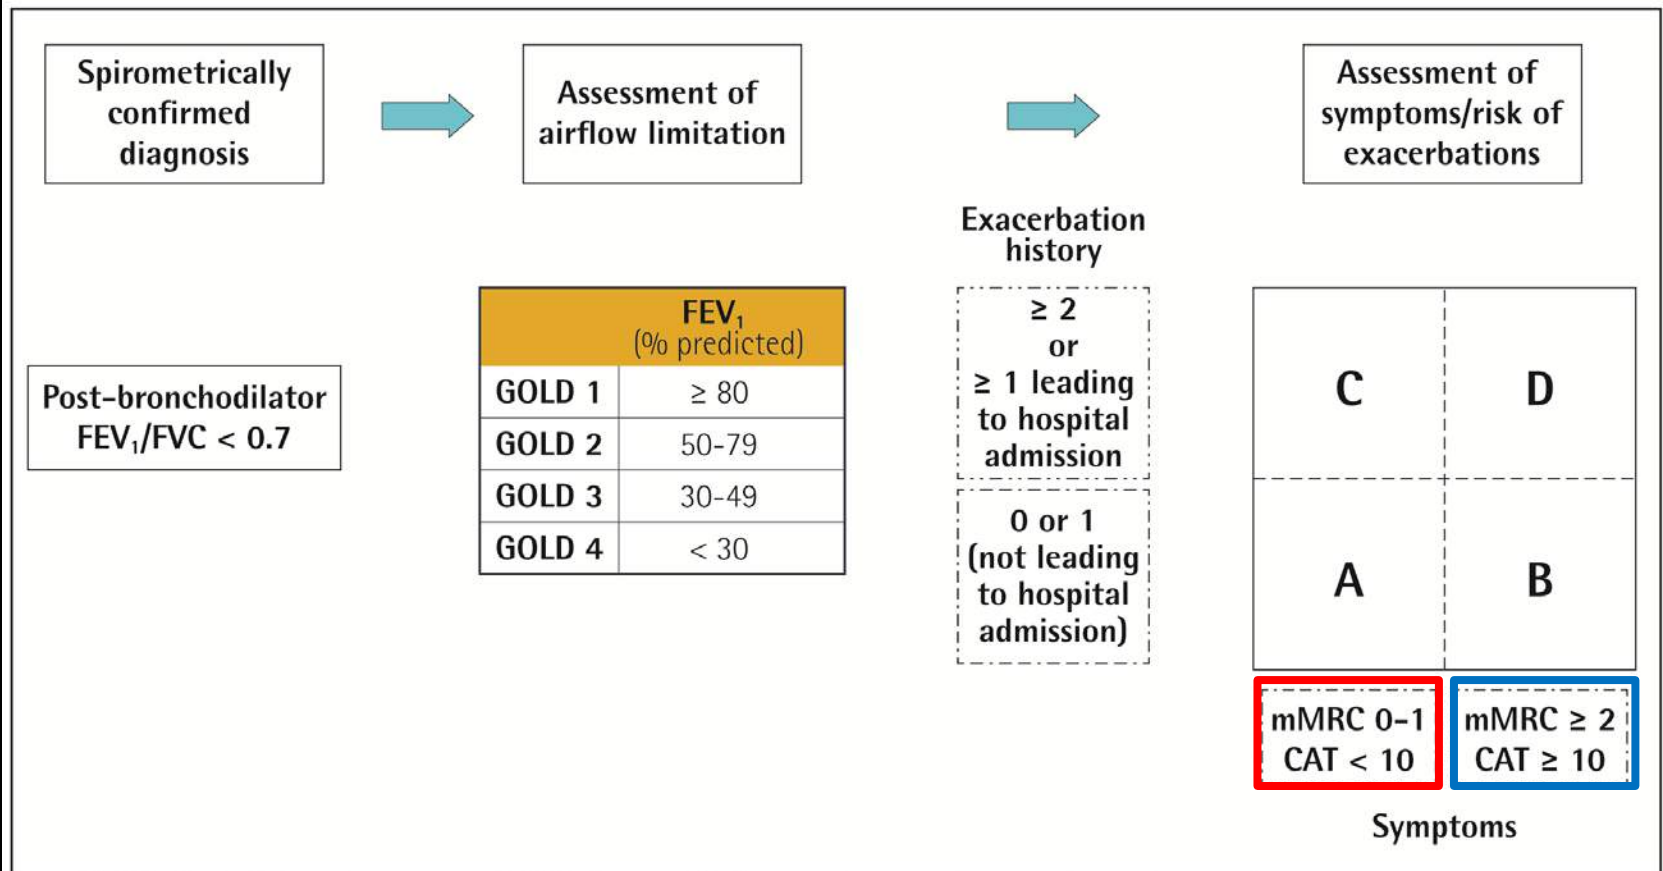 Spirometrically
confirmed
diagnosis
Assessment of
airflow limitation
Assessment of
symptoms/risk of
exacerbations
Post-bronchodilator
FEV₁/FVC < 0.7
FEV₁
(% predicted)
GOLD 1 ≥ 80
GOLD 2 50-79
GOLD 3 30-49
GOLD 4 < 30
Exacerbation
history
≥ 2
or
≥ 1 leading
to hospital
admission
0 or 1
(not leading
to hospital
admission)
C D
A B
mMRC 0-1
CAT < 10
mMRC ≥ 2
CAT ≥ 10
Symptoms